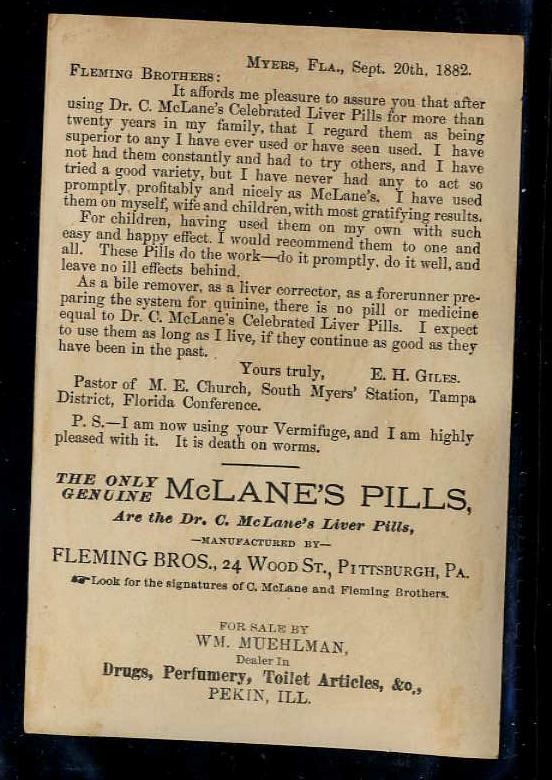 Myers, Fla., Sept. 20th, 1882.
Fleming Brothers:
It affords me pleasure to assure you that after
using Dr. C. McLane's Celebrated Liver Pills for more than
twenty years in my family, that I regard them as being
superior to any I have ever used or have seen used. I have
not had them constantly and had to try others, and I have
tried a good variety, but I have never had any to act so
promptly, profitably and nicely as McLane's. I have used
them on myself, wife and children, with most gratifying results.
For children, having used them on my own with such
easy and happy effect, I would recommend them to one and
all. These Pills do the work—do it promptly, do it well, and
leave no ill effects behind.
As a bile remover, as a liver corrector, as a forerunner pre-
paring the system for quinine, there is no pill or medicine
equal to Dr. C. McLane's Celebrated Liver Pills. I expect
to use them as long as I live, if they continue as good as they
have been in the past.
Yours truly, E. H. Giles.
Pastor of M. E. Church, South Myers' Station, Tampa
District, Florida Conference.
P. S.—I am now using your Vermifuge, and I am highly
pleased with it. It is death on worms.
THE ONLY
GENUINE McLANE'S PILLS,
Are the Dr. C. McLane's Liver Pills,
—MANUFACTURED BY—
FLEMING BROS., 24 Wood St., Pittsburgh, Pa.
☛Look for the signatures of C. McLane and Fleming Brothers.
FOR SALE BY
WM. MUEHLMAN,
Dealer In
Drugs, Perfumery, Toilet Articles, &o.,
PEKIN, ILL.